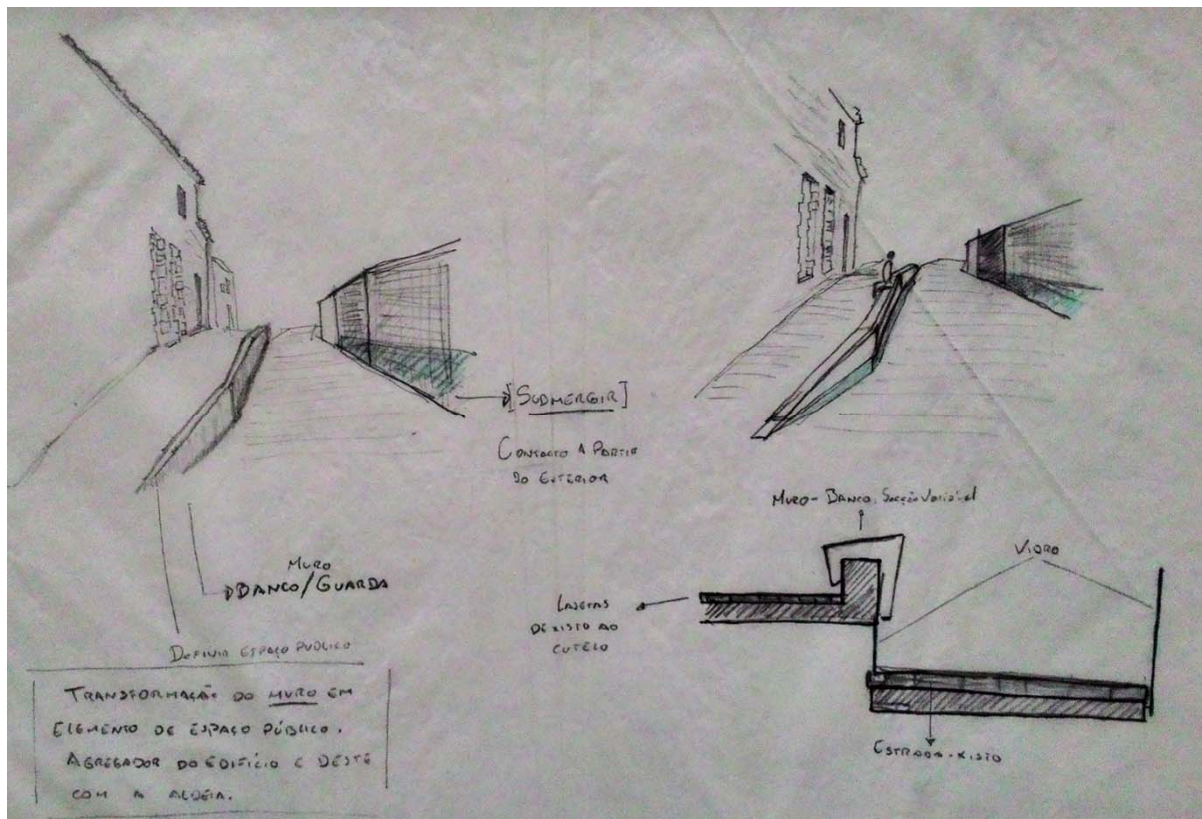 [SUBMERGIR]
CONTACTO A PARTIR
DO EXTERIOR
MURO
BANCO/GUARDA
DEFINIR ESPAÇO PUBLICO
TRANSFORMAÇÃO DO MURO EM
ELEMENTO DE ESPAÇO PÚBLICO.
AGREGADOR DO EDIFÍCIO E DESTE
COM A ALDEIA.
MURO-BANCO. Secção Variável
VIDRO
LAJETAS
DE XISTO AO
CUTELO
ESTRADA-XISTO